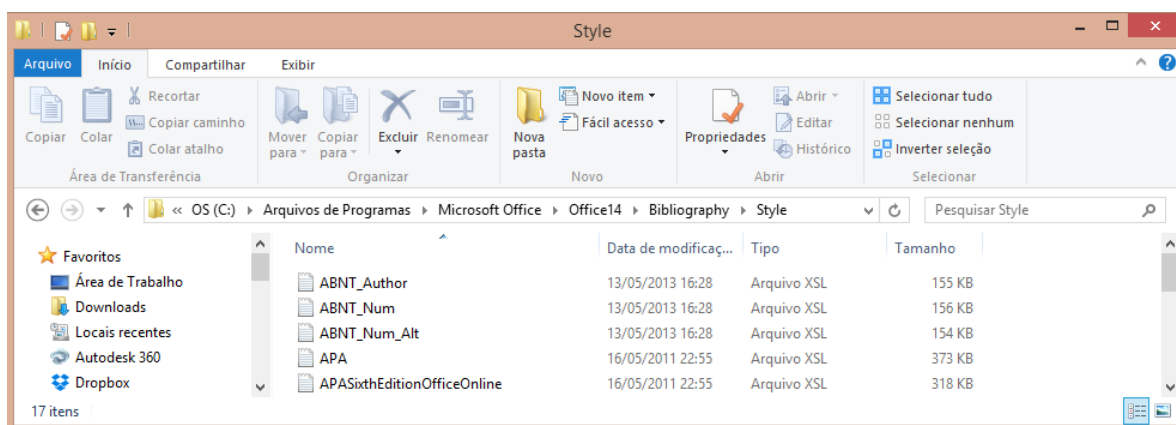 Style
Arquivo Início Compartilhar Exibir
Copiar
Colar
Recortar
Copiar caminho
Colar atalho
Área de Transferência
Mover para
Copiar para
Excluir
Renomear
Organizar
Nova pasta
Novo item
Fácil acesso
Novo
Propriedades
Abrir
Editar
Histórico
Abrir
Selecionar tudo
Selecionar nenhum
Inverter seleção
Selecionar
« OS (C:) Arquivos de Programas Microsoft Office Office14 Bibliography Style
Pesquisar Style
Favoritos
Área de Trabalho
Downloads
Locais recentes
Autodesk 360
Dropbox
Nome Data de modificaç... Tipo Tamanho
ABNT_Author 13/05/2013 16:28 Arquivo XSL 155 KB
ABNT_Num 13/05/2013 16:28 Arquivo XSL 156 KB
ABNT_Num_Alt 13/05/2013 16:28 Arquivo XSL 154 KB
APA 16/05/2011 22:55 Arquivo XSL 373 KB
APASixthEditionOfficeOnline 16/05/2011 22:55 Arquivo XSL 318 KB
17 itens